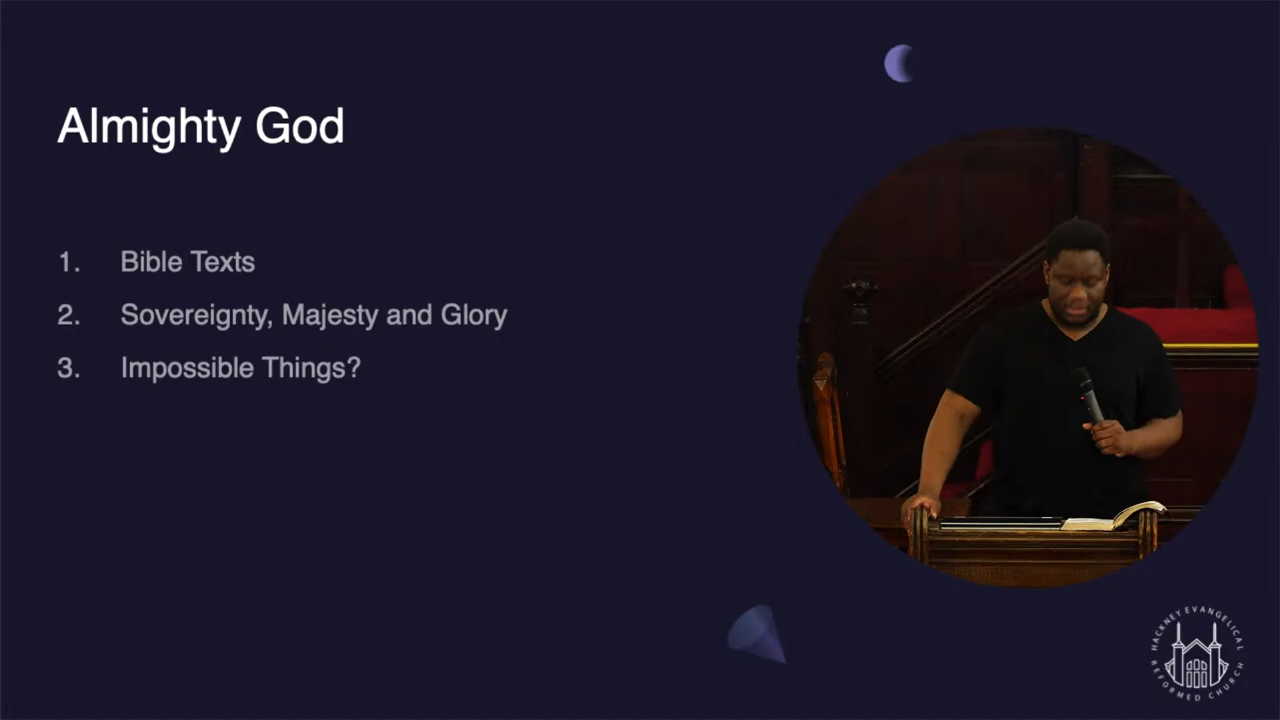 Almighty God
1. Bible Texts
2. Sovereignty, Majesty and Glory
3. Impossible Things?
HACKNEY EVANGELICAL
REFORMED CHURCH